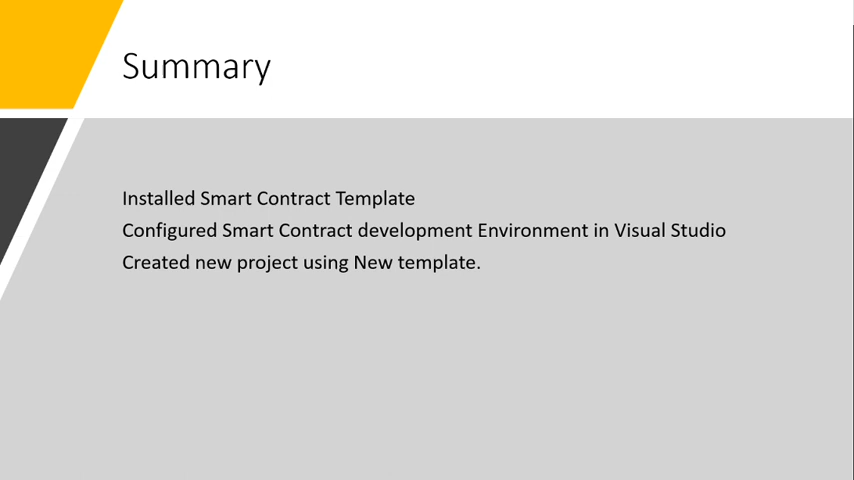 Summary
Installed Smart Contract Template
Configured Smart Contract development Environment in Visual Studio
Created new project using New template.